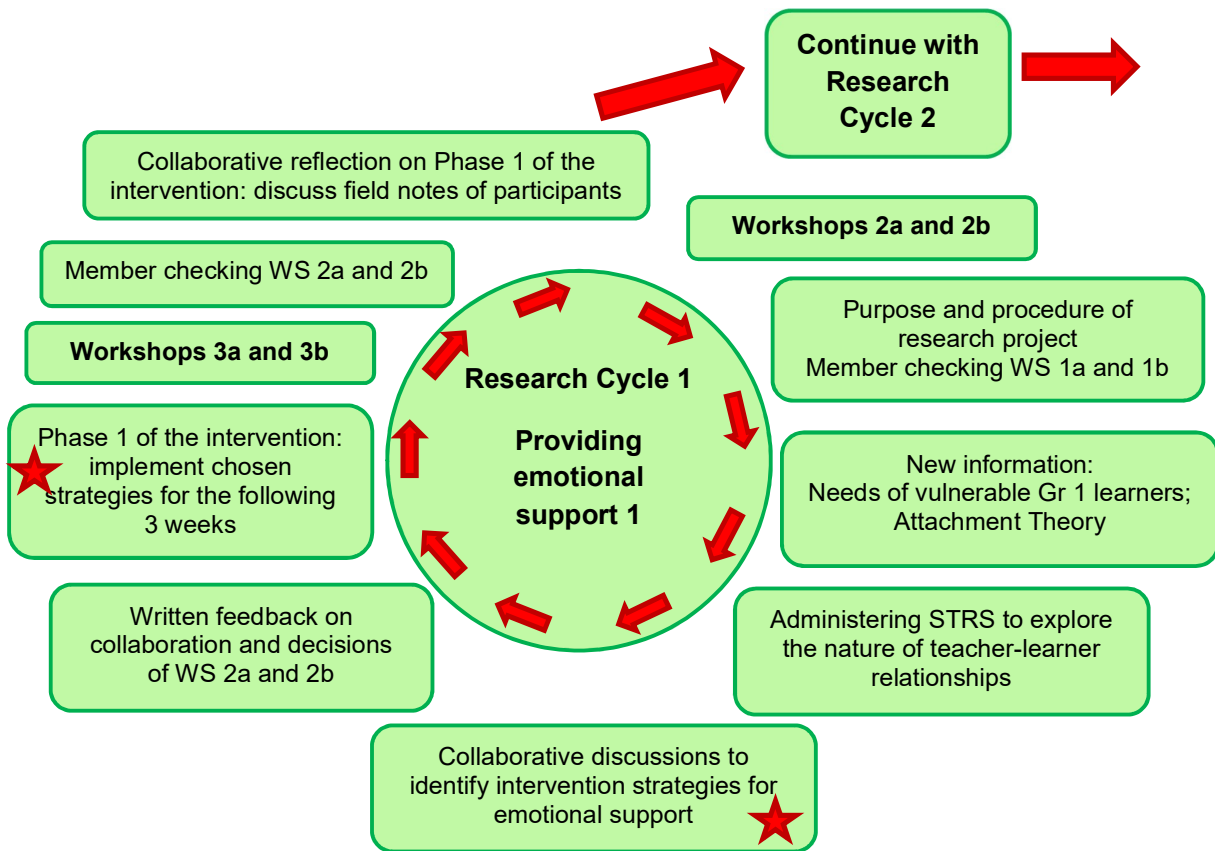 Continue with
Research
Cycle 2
Collaborative reflection on Phase 1 of the
intervention: discuss field notes of participants
Workshops 2a and 2b
Member checking WS 2a and 2b
Purpose and procedure of
research project
Member checking WS 1a and 1b
Workshops 3a and 3b
Research Cycle 1
Providing
emotional
support 1
Phase 1 of the intervention:
implement chosen
strategies for the following
3 weeks
New information:
Needs of vulnerable Gr 1 learners;
Attachment Theory
Written feedback on
collaboration and decisions
of WS 2a and 2b
Administering STRS to explore
the nature of teacher-learner
relationships
Collaborative discussions to
identify intervention strategies for
emotional support